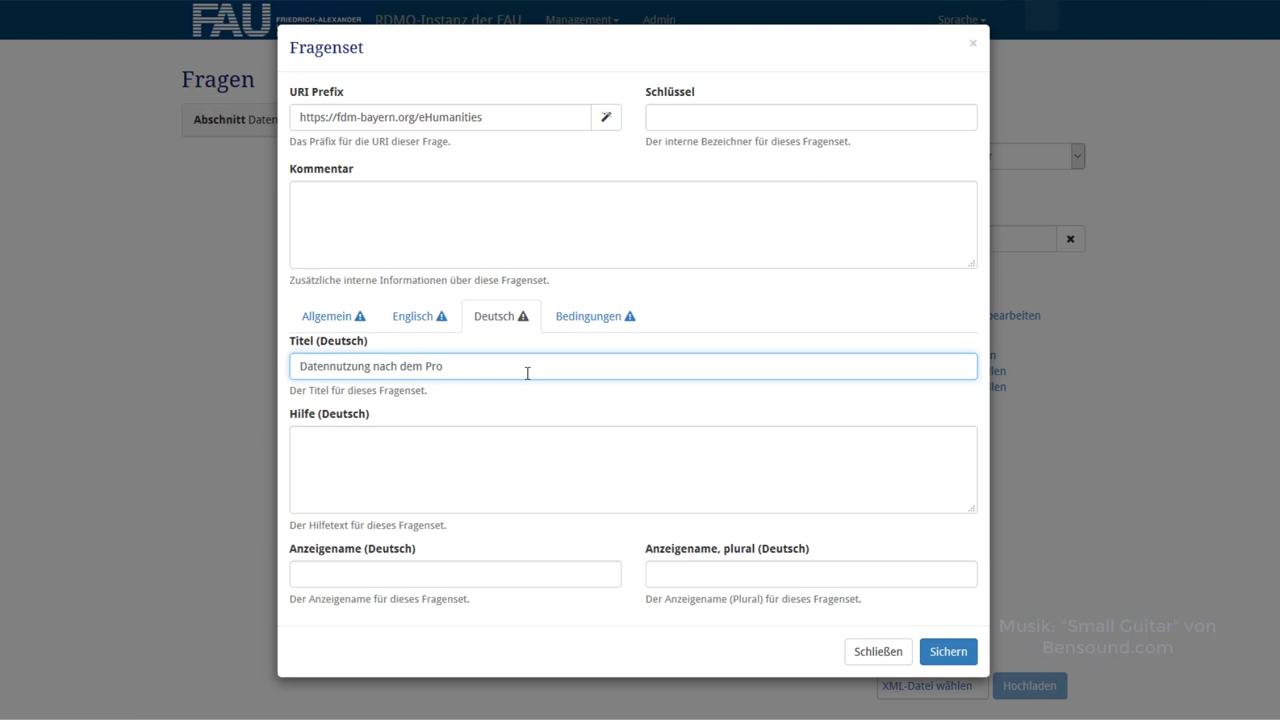 FAU FRIEDRICH-ALEXANDER RDMO-Instanz der FAU Management Admin Sprache
Fragen
Abschnitt Daten
Fragenset ×
URI Prefix Schlüssel
https://fdm-bayern.org/eHumanities
Das Präfix für die URI dieser Frage. Der interne Bezeichner für dieses Fragenset.
Kommentar
Zusätzliche interne Informationen über diese Fragenset.
Allgemein Englisch Deutsch Bedingungen
bearbeiten
Titel (Deutsch)
n
len
Datennutzung nach dem Pro
len
Der Titel für dieses Fragenset.
Hilfe (Deutsch)
Der Hilfetext für dieses Fragenset.
Anzeigename (Deutsch) Anzeigename, plural (Deutsch)
Der Anzeigename für dieses Fragenset. Der Anzeigename (Plural) für dieses Fragenset.
Musik: "Small Guitar" von
Bensound.com
Schließen Sichern
XML-Datei wählen Hochladen